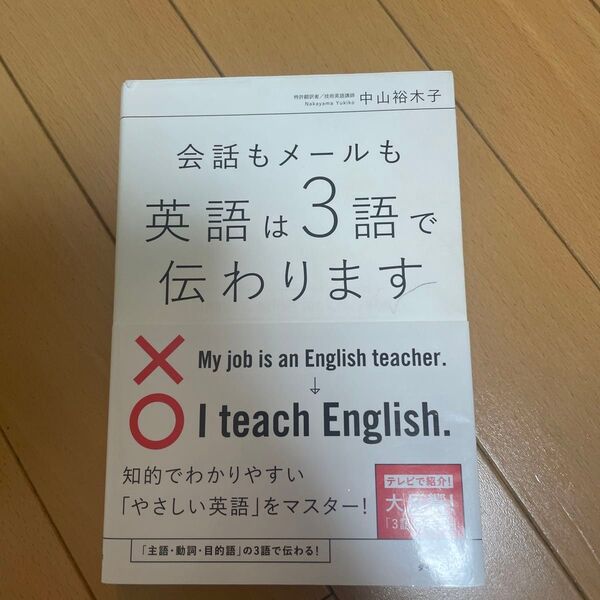 特許翻訳者/技術英語講師
Nakayama Yukiko
中山裕木子
会話もメールも
英語は3語で
伝わります
My job is an English teacher.
I teach English.
知的でわかりやすい
「やさしい英語」をマスター!
テレビで紹介!
「主語・動詞・目的語」の3語で伝わる!